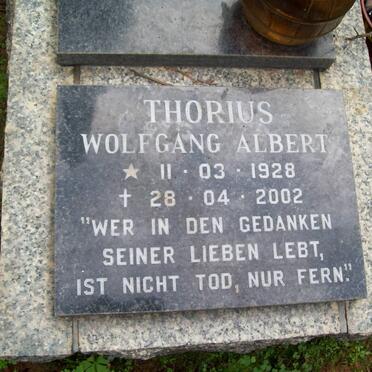 THORIUS
WOLFGANG ALBERT
★ 11 · 03 · 1928
† 28 · 04 · 2002
"WER IN DEN GEDANKEN
SEINER LIEBEN LEBT,
IST NICHT TOD, NUR FERN."